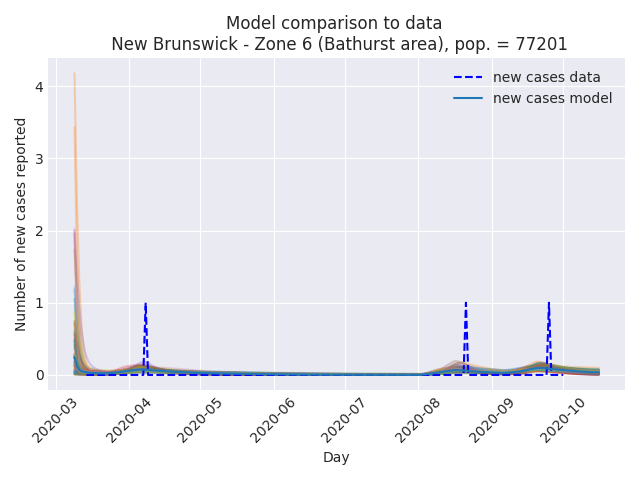 Model comparison to data
New Brunswick - Zone 6 (Bathurst area), pop. = 77201
new cases data
new cases model
Number of new cases reported
4
3
2
1
0
2020-03
2020-04
2020-05
2020-06
2020-07
2020-08
2020-09
2020-10
Day